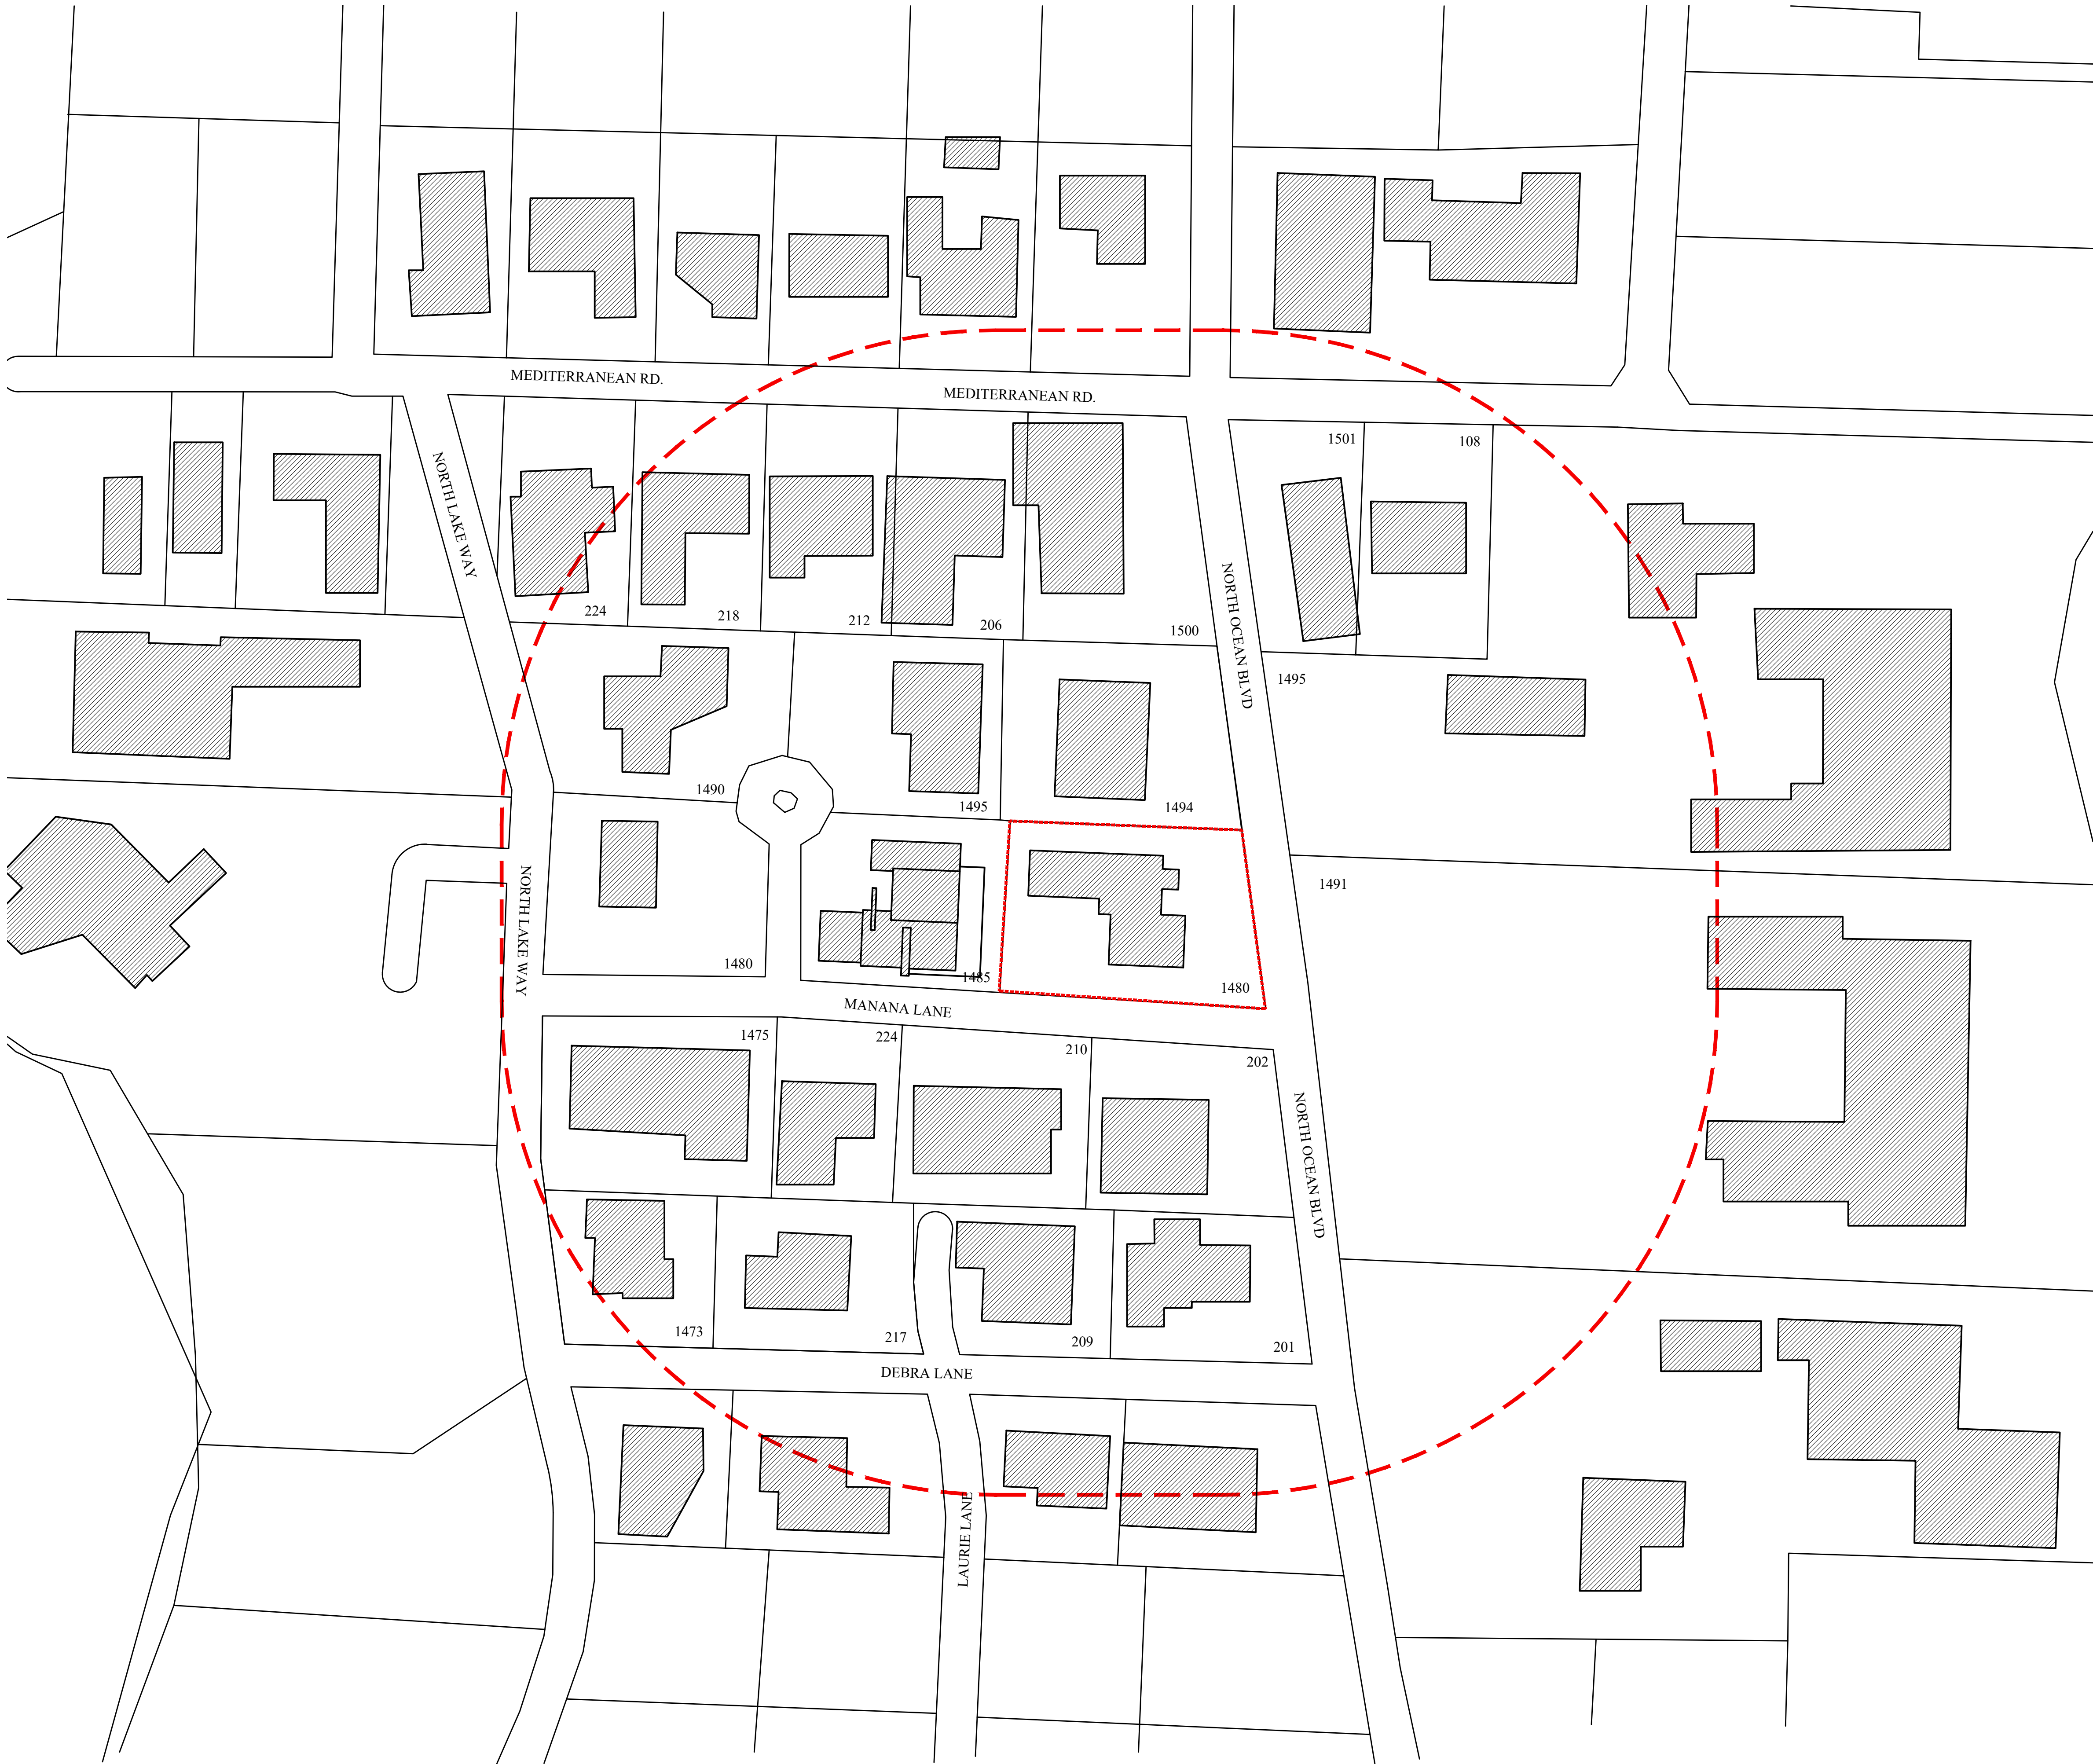 MEDITERRANEAN RD.
MEDITERRANEAN RD.
1501
108
NORTH LAKE WAY
NORTH OCEAN BLVD
224
218
212
206
1500
1495
1490
1495
1494
1491
NORTH LAKE WAY
1480
1485
1480
MANANA LANE
1475
224
210
202
NORTH OCEAN BLVD
1473
217
209
201
DEBRA LANE
LAURIE LANE